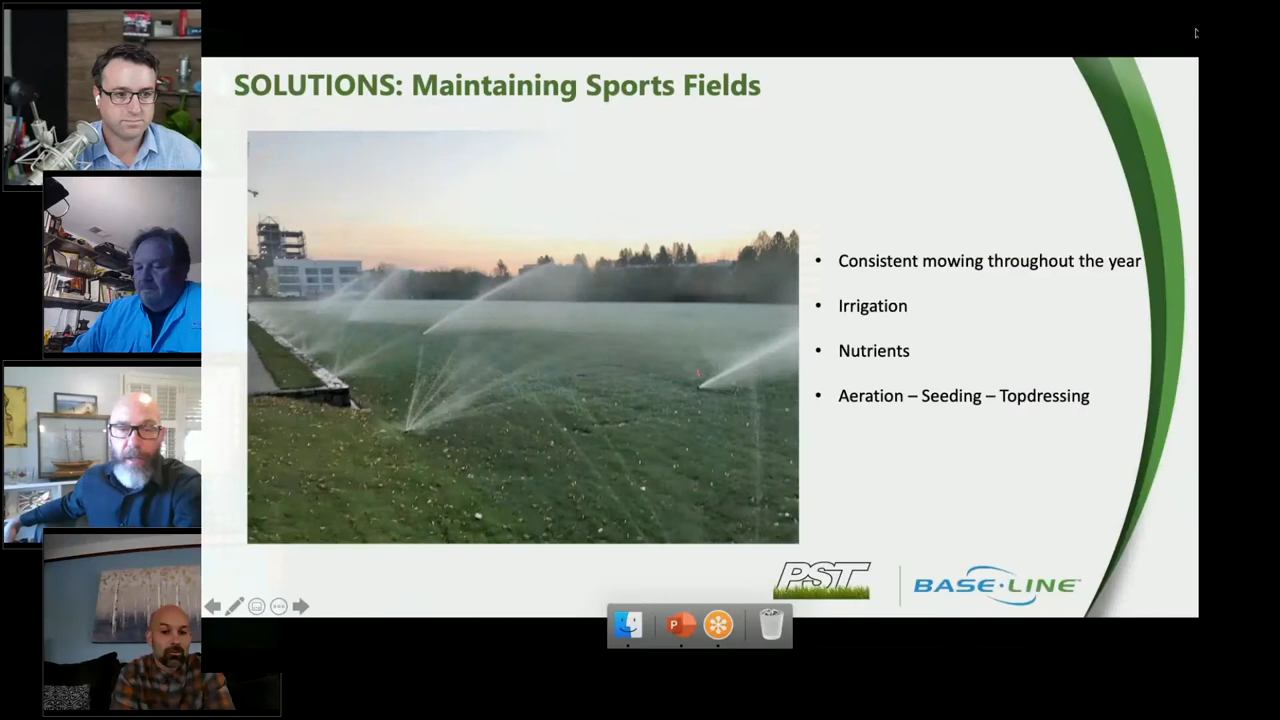 SOLUTIONS: Maintaining Sports Fields
• Consistent mowing throughout the year
• Irrigation
• Nutrients
• Aeration – Seeding – Topdressing
PST
BASE·LINE
P